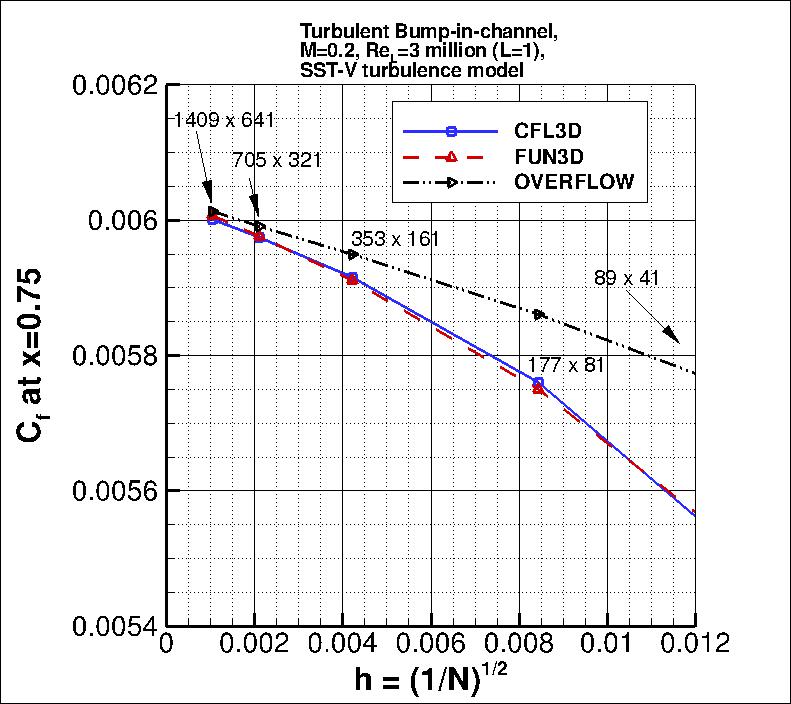 Turbulent Bump-in-channel,
M=0.2, ReL=3 million (L=1),
SST-V turbulence model
0.0062
1409 x 641
705 x 321
CFL3D
FUN3D
OVERFLOW
0.006
353 x 161
89 x 41
0.0058
177 x 81
Cf at x=0.75
0.0056
0.0054
0 0.002 0.004 0.006 0.008 0.01 0.012
h = (1/N)1/2